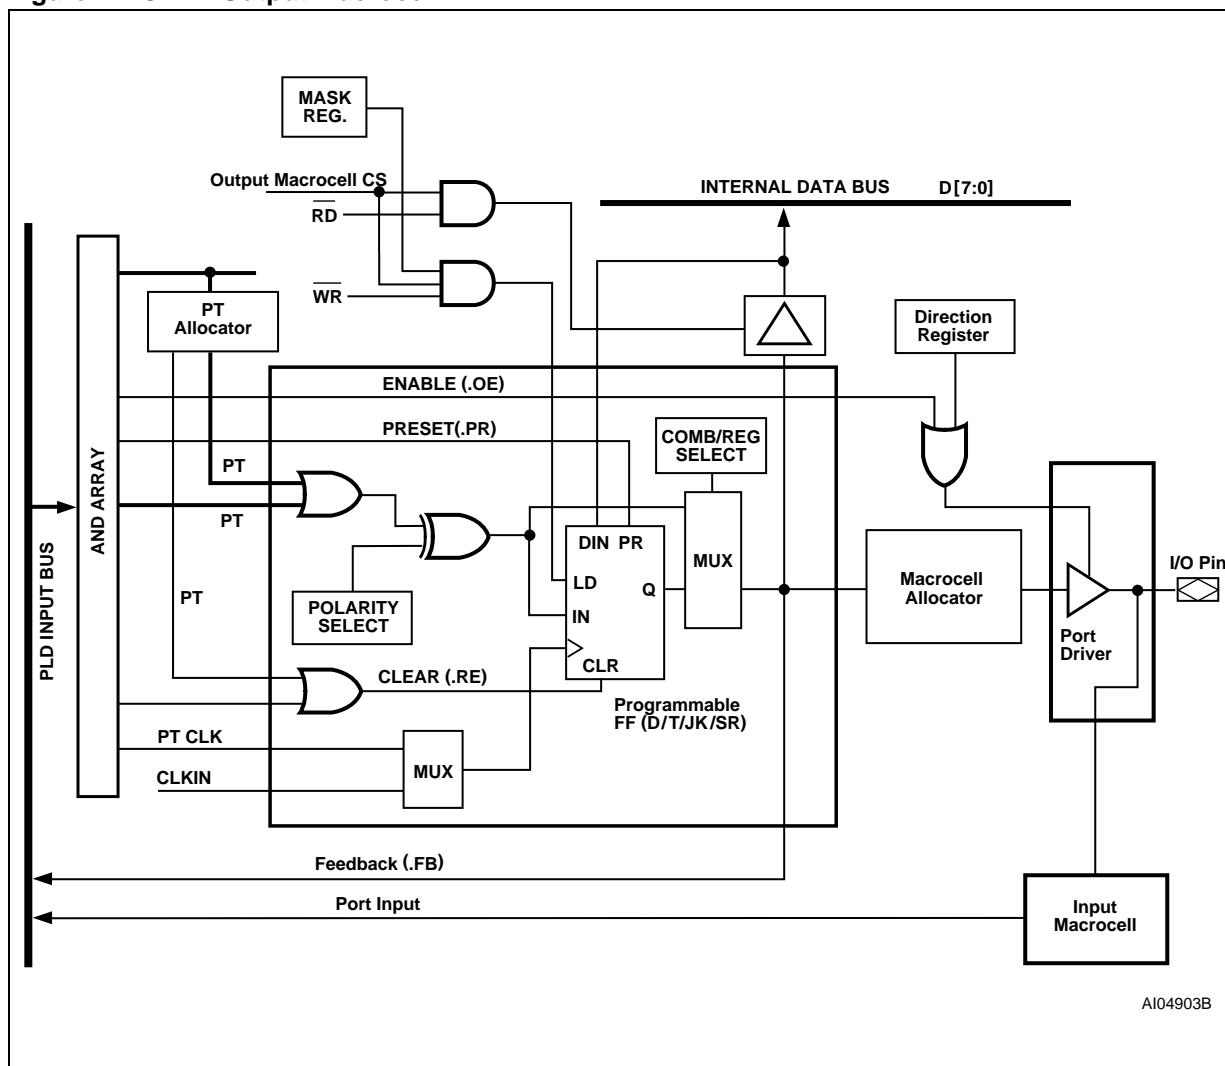 MASK
REG.
Output Macrocell CS
RD
WR
INTERNAL DATA BUS D[7:0]
PT
Allocator
Direction
Register
ENABLE (.OE)
PRESET(.PR)
COMB/REG
SELECT
PT
PT
AND ARRAY
PLD INPUT BUS
DIN PR
MUX
LD
Q
IN
CLR
Macrocell
Allocator
I/O Pin
PT
POLARITY
SELECT
Port
Driver
CLEAR (.RE)
Programmable
FF (D/T/JK/SR)
PT CLK
MUX
CLKIN
Feedback (.FB)
Port Input
Input
Macrocell
AI04903B